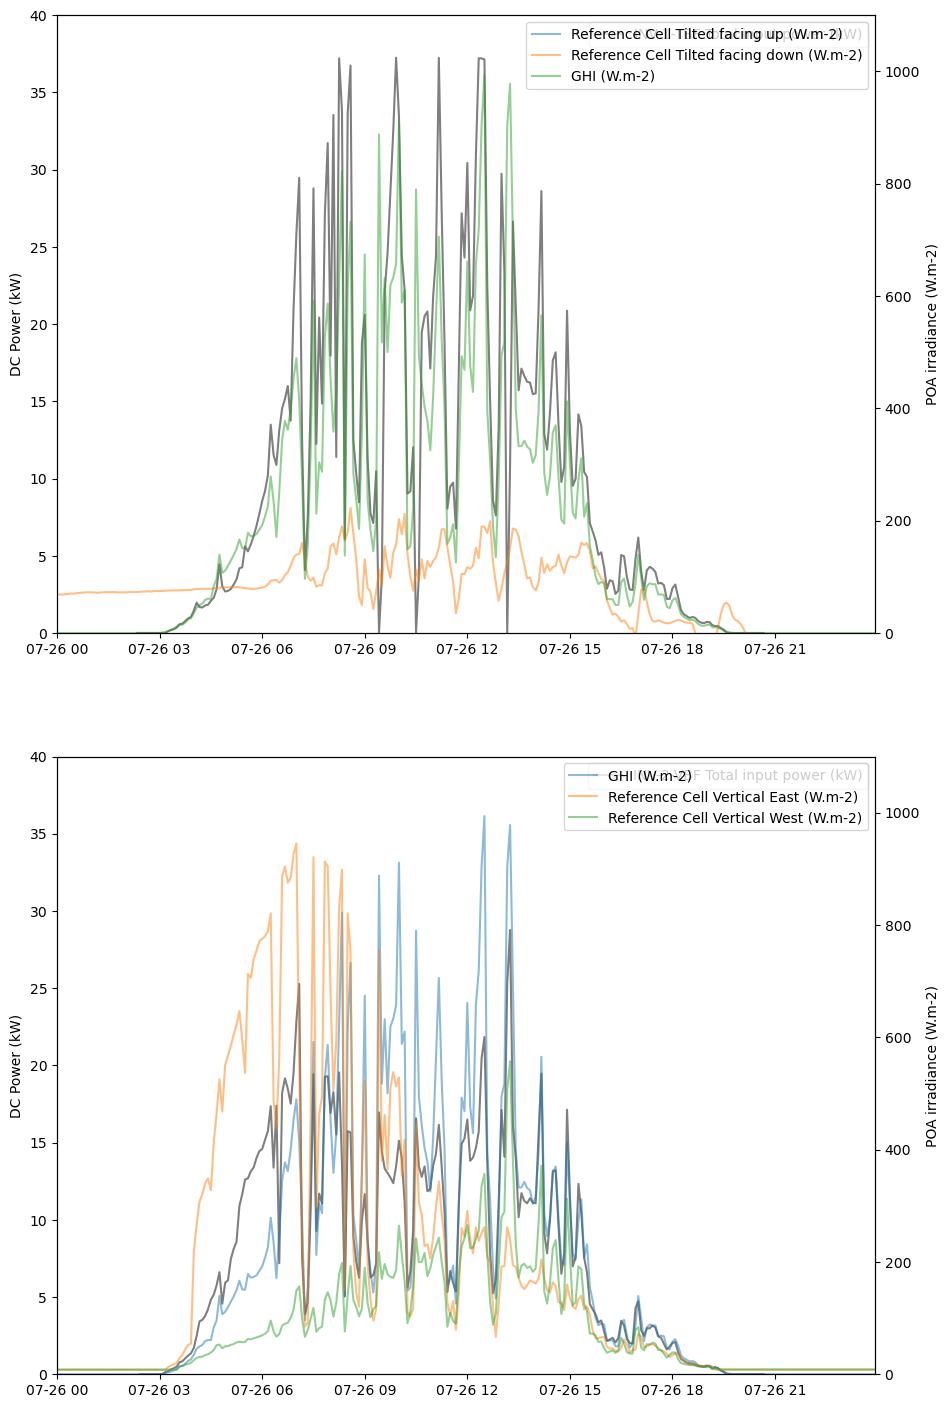 40
35
30
25
20
15
10
5
0
DC Power (kW)
Reference Cell Tilted facing up (W.m-2)
Reference Cell Tilted facing down (W.m-2)
GHI (W.m-2)
1000
800
600
400
200
0
POA irradiance (W.m-2)
07-26 00 07-26 03 07-26 06 07-26 09 07-26 12 07-26 15 07-26 18 07-26 21
40
35
30
25
20
15
10
5
0
DC Power (kW)
Total input power (kW)
GHI (W.m-2)
Reference Cell Vertical East (W.m-2)
Reference Cell Vertical West (W.m-2)
1000
800
600
400
200
0
POA irradiance (W.m-2)
07-26 00 07-26 03 07-26 06 07-26 09 07-26 12 07-26 15 07-26 18 07-26 21